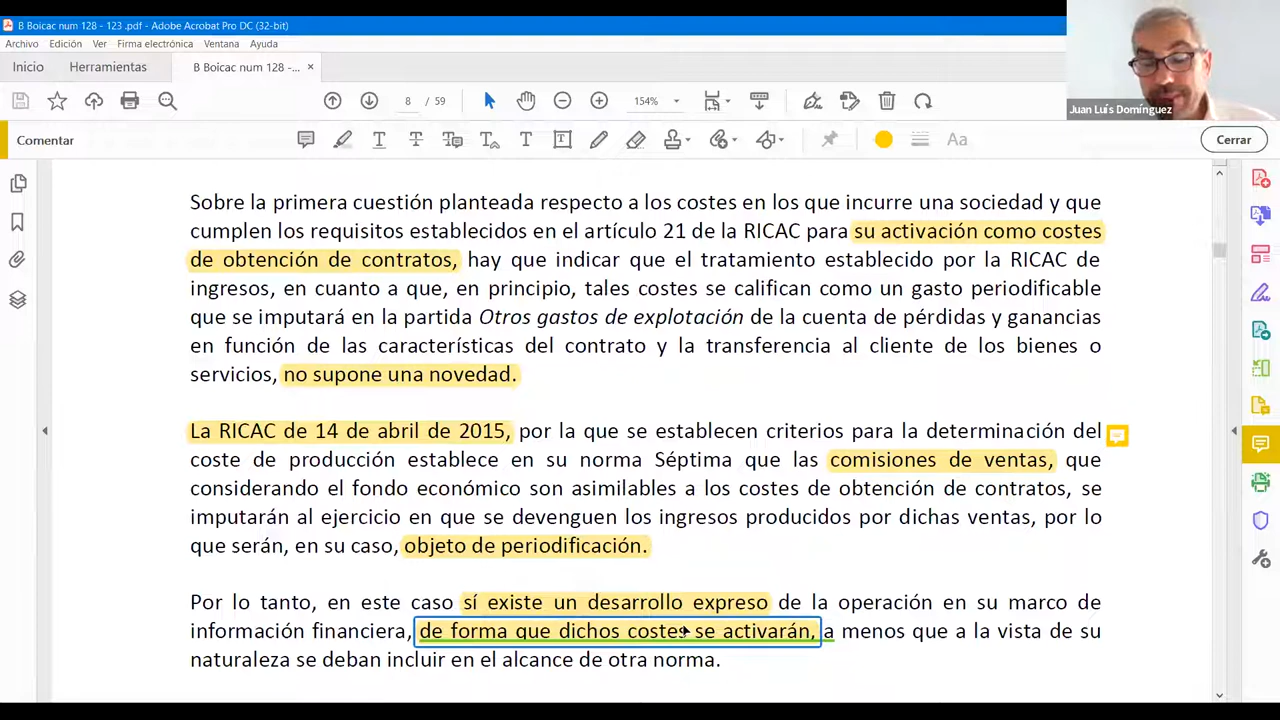 B Boicac num 128 - 123 .pdf - Adobe Acrobat Pro DC (32-bit)
Archivo Edición Ver Firma electrónica Ventana Ayuda
Inicio Herramientas B Boicac num 128 -... ×
8 / 59 154%
Juan Luís Domínguez
Comentar
Aa
Cerrar
Sobre la primera cuestión planteada respecto a los costes en los que incurre una sociedad y que
cumplen los requisitos establecidos en el artículo 21 de la RICAC para su activación como costes
de obtención de contratos, hay que indicar que el tratamiento establecido por la RICAC de
ingresos, en cuanto a que, en principio, tales costes se califican como un gasto periodificable
que se imputará en la partida Otros gastos de explotación de la cuenta de pérdidas y ganancias
en función de las características del contrato y la transferencia al cliente de los bienes o
servicios, no supone una novedad.
La RICAC de 14 de abril de 2015, por la que se establecen criterios para la determinación del
coste de producción establece en su norma Séptima que las comisiones de ventas, que
considerando el fondo económico son asimilables a los costes de obtención de contratos, se
imputarán al ejercicio en que se devenguen los ingresos producidos por dichas ventas, por lo
que serán, en su caso, objeto de periodificación.
Por lo tanto, en este caso sí existe un desarrollo expreso de la operación en su marco de
información financiera, de forma que dichos costes se activarán, a menos que a la vista de su
naturaleza se deban incluir en el alcance de otra norma.